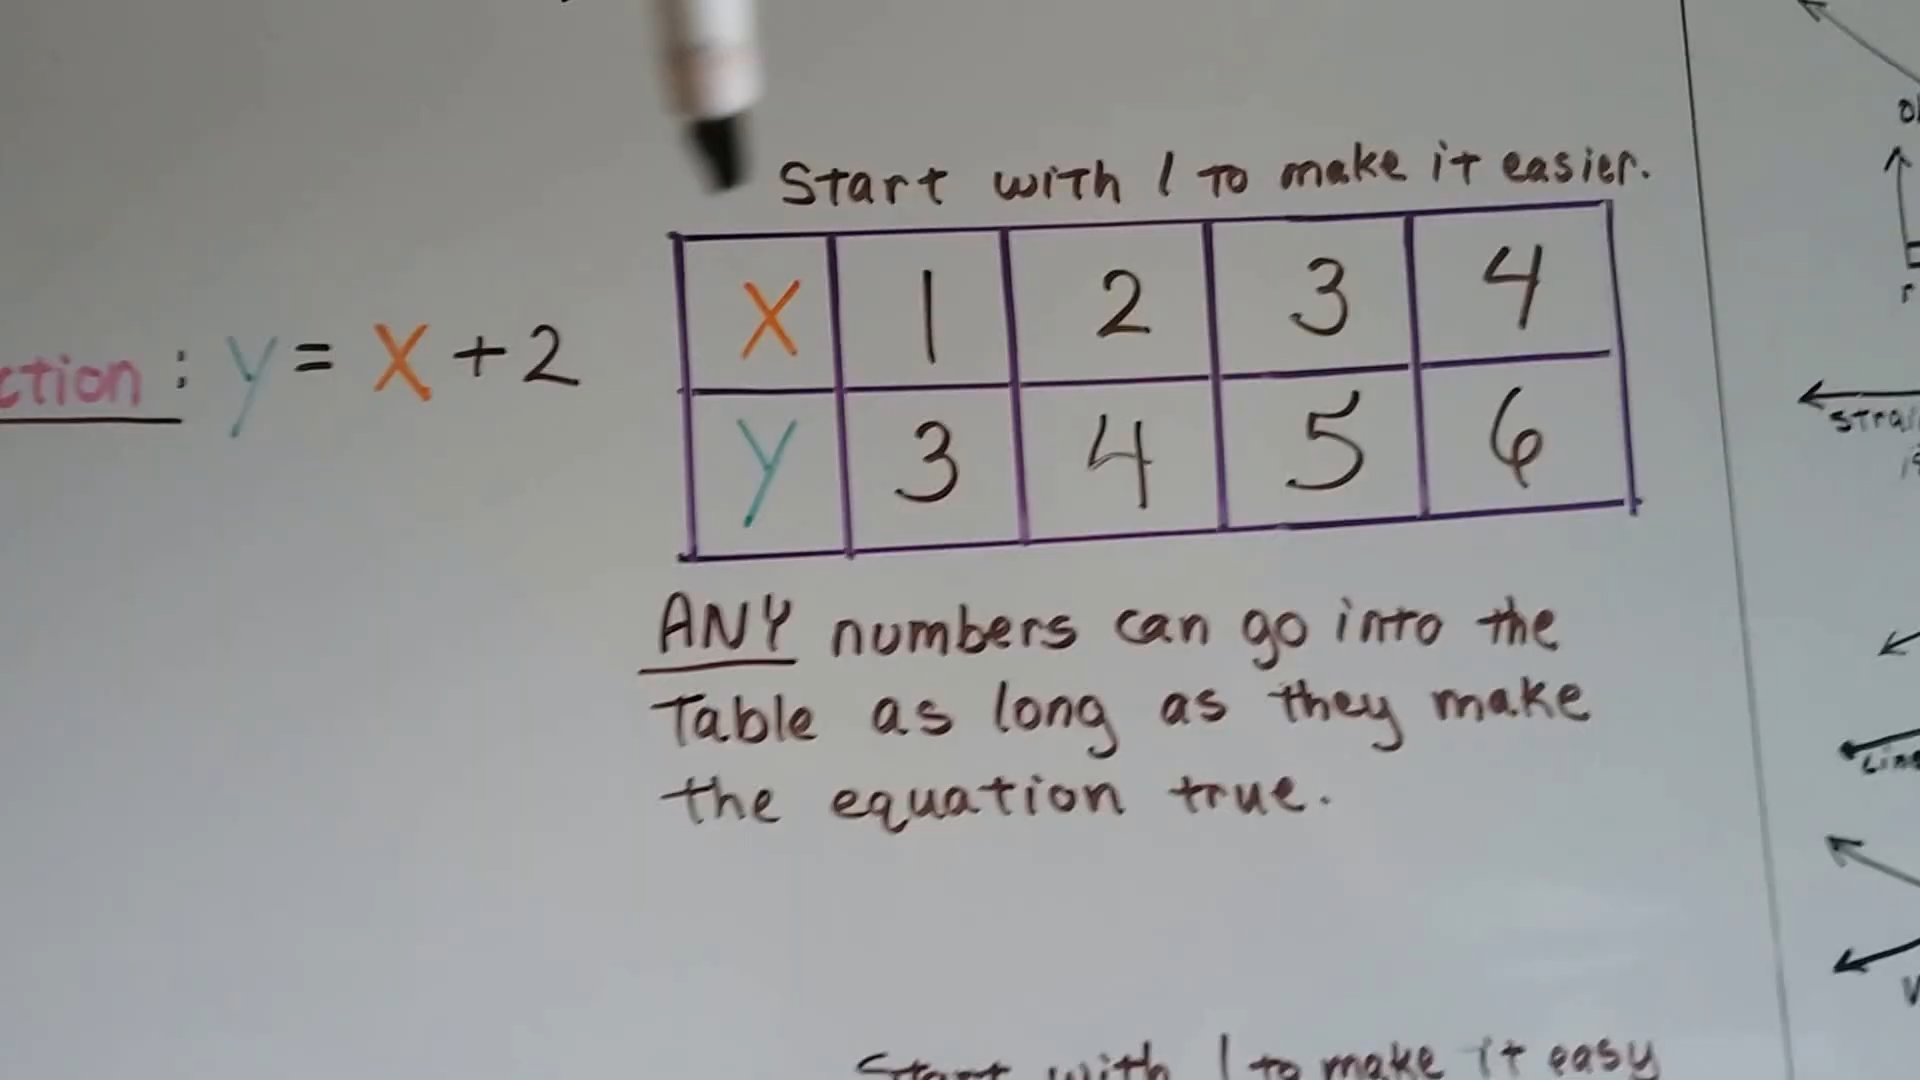 Start with 1 to make it easier.
ction: y = x + 2
X 1 2 3 4
y 3 4 5 6
ANY numbers can go into the
Table as long as they make
the equation true.
Start with 1 to make it easy